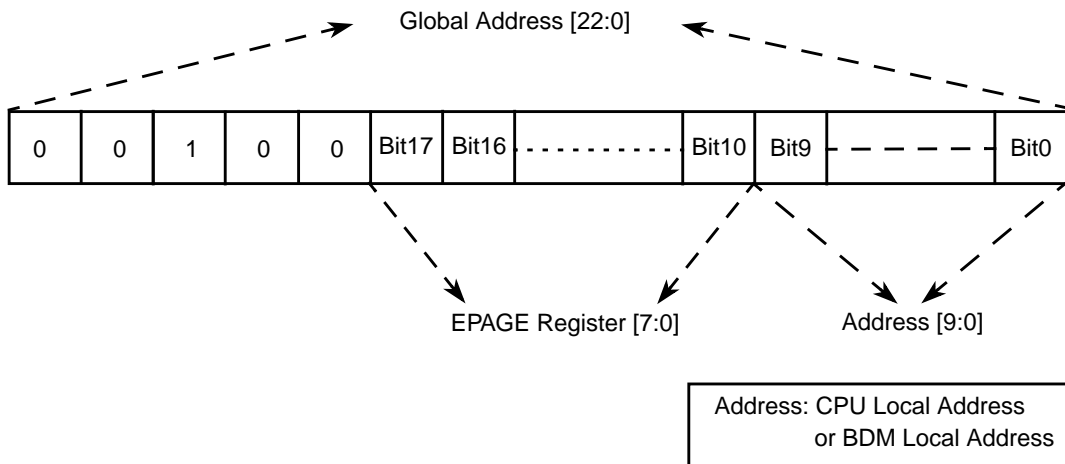 Global Address [22:0]
0 0 1 0 0 Bit17 Bit16 Bit10 Bit9 Bit0
EPAGE Register [7:0] Address [9:0]
Address: CPU Local Address
or BDM Local Address